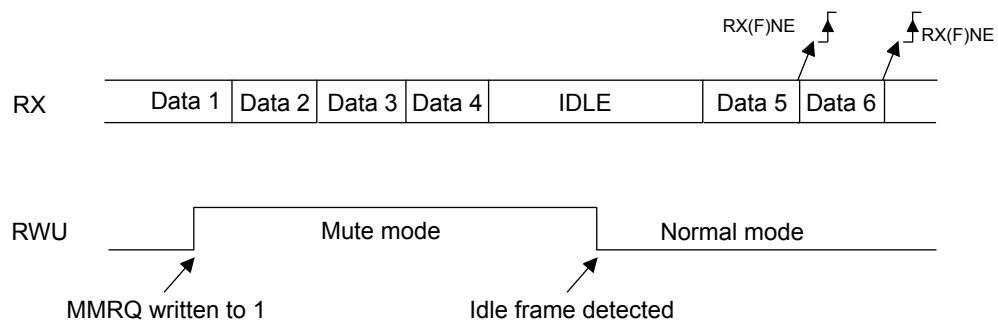 RX(F)NE
RX(F)NE
RX Data 1 Data 2 Data 3 Data 4 IDLE Data 5 Data 6
RWU Mute mode Normal mode
MMRQ written to 1 Idle frame detected